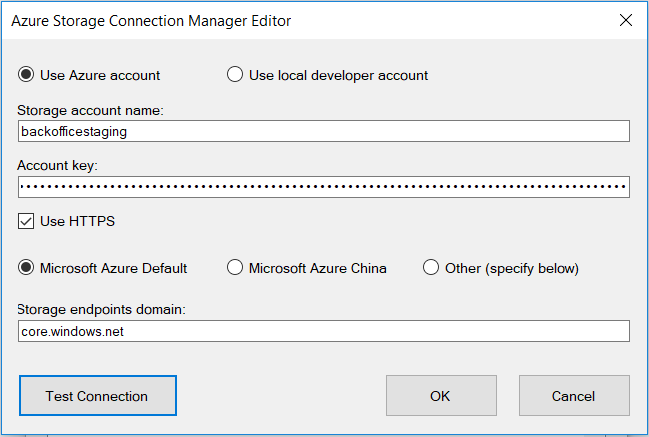 Azure Storage Connection Manager Editor
Use Azure account Use local developer account
Storage account name:
backofficestaging
Account key:
••••••••••••••••••••••••••••••••••••••••••••••••••••••••••••••••••••••••••••••••••••••••
Use HTTPS
Microsoft Azure Default Microsoft Azure China Other (specify below)
Storage endpoints domain:
core.windows.net
Test Connection OK Cancel